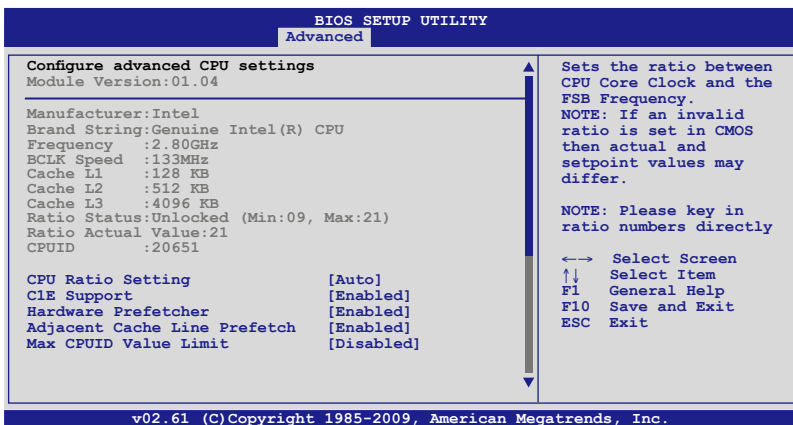 BIOS SETUP UTILITY
Advanced
Configure advanced CPU settings
Module Version:01.04
Manufacturer:Intel
Brand String:Genuine Intel(R) CPU
Frequency :2.80GHz
BCLK Speed :133MHz
Cache L1 :128 KB
Cache L2 :512 KB
Cache L3 :4096 KB
Ratio Status:Unlocked (Min:09, Max:21)
Ratio Actual Value:21
CPUID :20651
CPU Ratio Setting [Auto]
C1E Support [Enabled]
Hardware Prefetcher [Enabled]
Adjacent Cache Line Prefetch [Enabled]
Max CPUID Value Limit [Disabled]
Sets the ratio between
CPU Core Clock and the
FSB Frequency.
NOTE: If an invalid
ratio is set in CMOS
then actual and
setpoint values may
differ.
NOTE: Please key in
ratio numbers directly
←→ Select Screen
↑↓ Select Item
F1 General Help
F10 Save and Exit
ESC Exit
v02.61 (C)Copyright 1985-2009, American Megatrends, Inc.